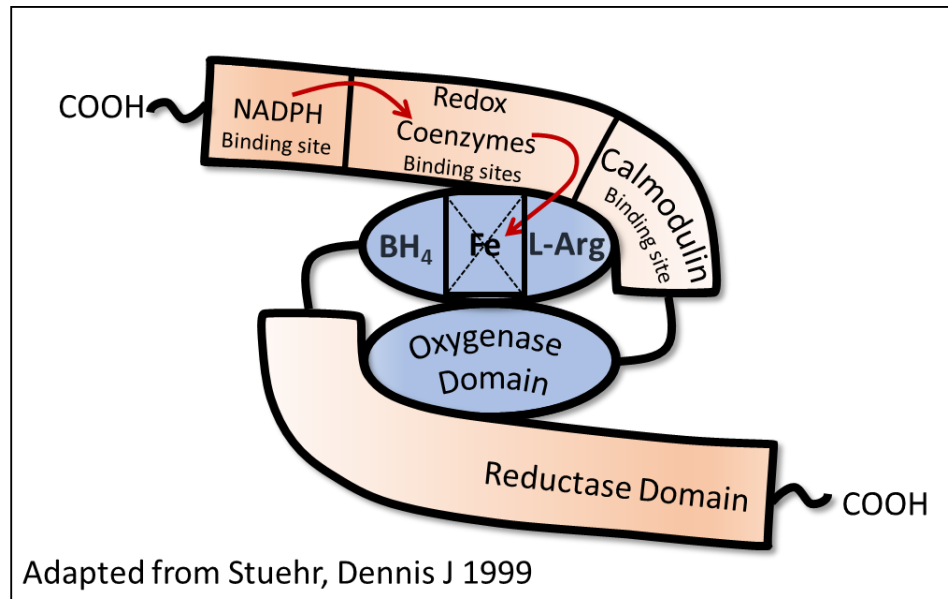 COOH
NADPH
Binding site
Redox
Coenzymes
Binding sites
Calmodulin
Binding site
BH₄
Fe
L-Arg
Oxygenase
Domain
Reductase Domain
COOH
Adapted from Stuehr, Dennis J 1999